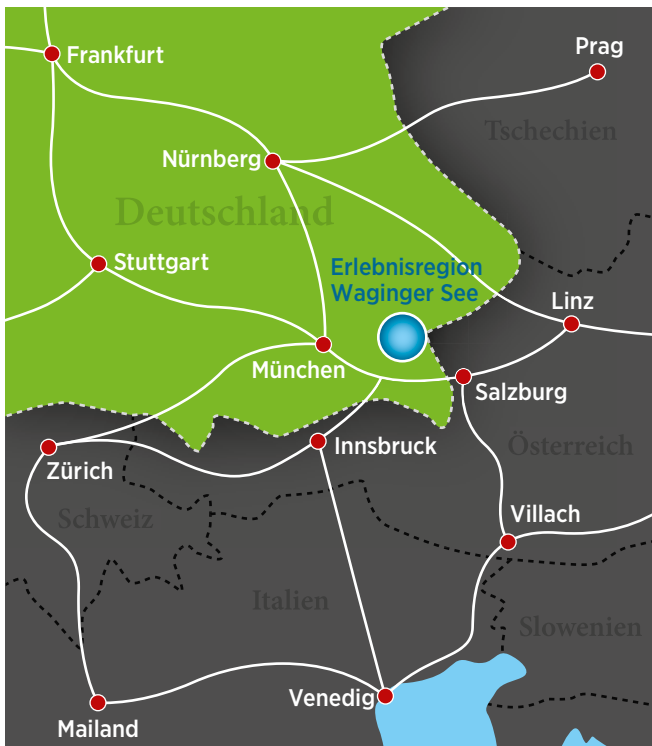 Frankfurt
Prag
Tschechien
Nürnberg
Deutschland
Stuttgart
Erlebnisregion
Waginger See
Linz
München
Salzburg
Innsbruck
Österreich
Zürich
Schweiz
Villach
Italien
Slowenien
Venedig
Mailand